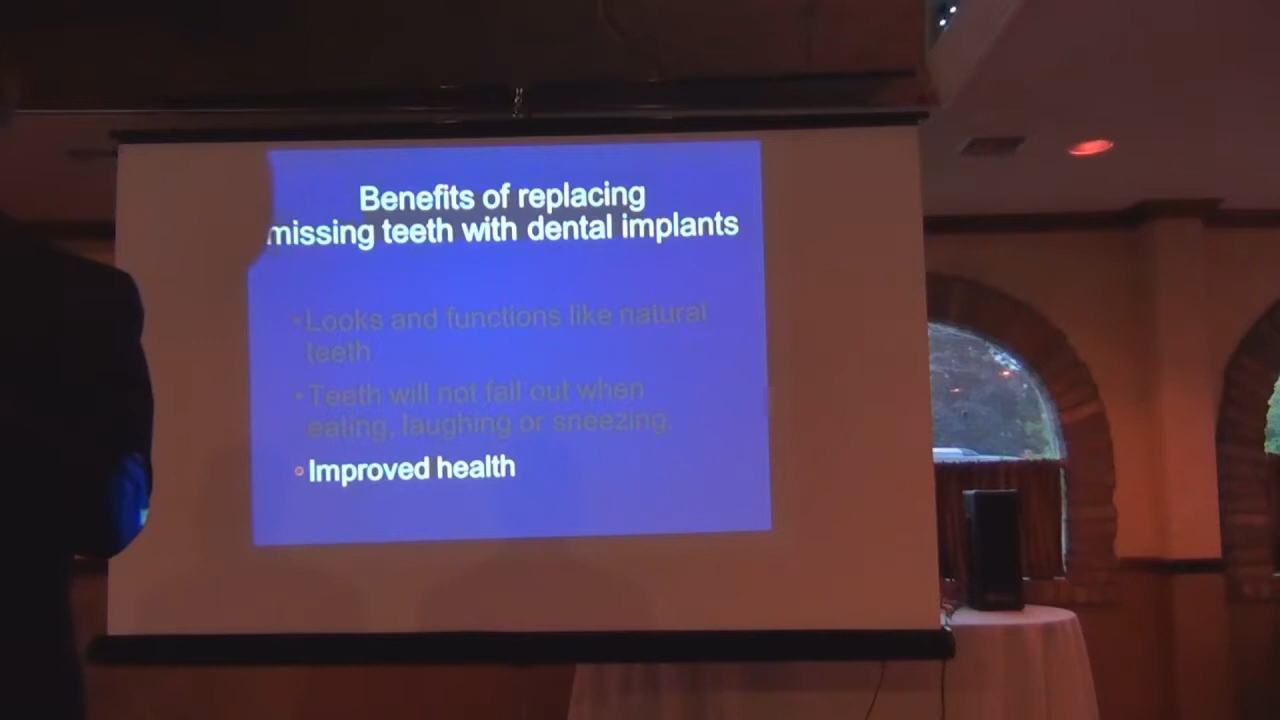 Benefits of replacing
missing teeth with dental implants
•Looks and functions like natural
teeth
•Teeth will not fall out when
eating, laughing or sneezing.
Improved health